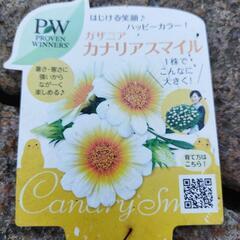 PW
PROVEN
WINNERS®
はじける笑顔♪
ハッピーカラー!
ガザニア
カナリアスマイル
1株で
こんなに
大きく!
暑さ・寒さに
強いから
なが〜く
楽しめる♪
育て方は
こちら!
Canary Sm